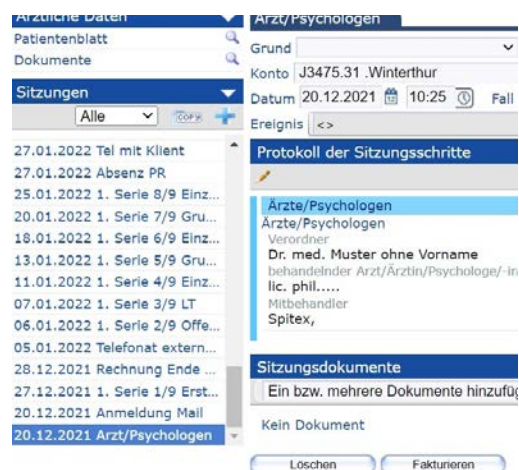 Ärztliche Daten
Patientenblatt
Dokumente
Sitzungen
Alle
COPY
27.01.2022 Tel mit Klient
27.01.2022 Absenz PR
25.01.2022 1. Serie 8/9 Einz...
20.01.2022 1. Serie 7/9 Gru...
18.01.2022 1. Serie 6/9 Einz...
13.01.2022 1. Serie 5/9 Gru...
11.01.2022 1. Serie 4/9 Einz...
07.01.2022 1. Serie 3/9 LT
06.01.2022 1. Serie 2/9 Offe...
05.01.2022 Telefonat extern...
28.12.2021 Rechnung Ende ...
27.12.2021 1. Serie 1/9 Erst...
20.12.2021 Anmeldung Mail
20.12.2021 Arzt/Psychologen
Arzt/Psychologen
Grund
Konto J3475.31 .Winterthur
Datum 20.12.2021 10:25 Fall
Ereignis <>
Protokoll der Sitzungsschritte
Ärzte/Psychologen
Ärzte/Psychologen
Verordner
Dr. med. Muster ohne Vorname
behandelnder Arzt/Ärztin/Psychologe/-in
lic. phil.....
Mitbehandler
Spitex,
Sitzungsdokumente
Ein bzw. mehrere Dokumente hinzufüg
Kein Dokument
Löschen Fakturieren